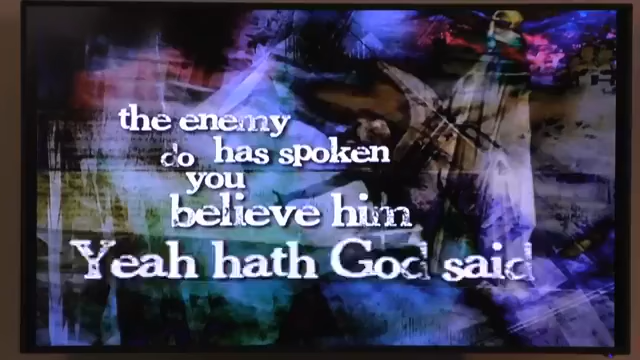 the enemy
has spoken
do
you
believe him
Yeah hath God said